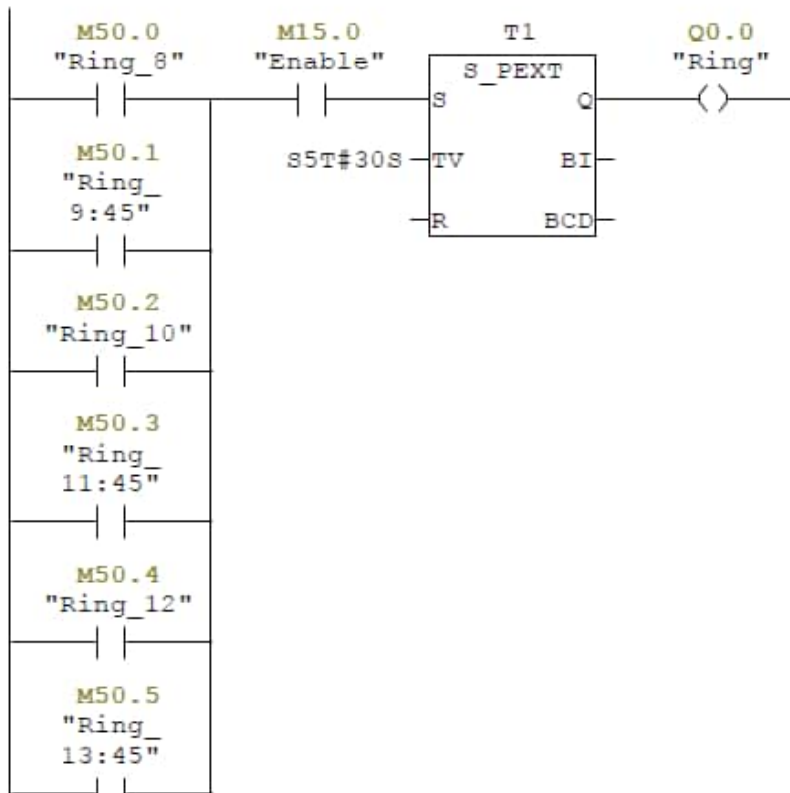 M50.0 M15.0 T1 Q0.0
"Ring_8" "Enable" S_PEXT "Ring"
S Q
M50.1
"Ring_
9:45"
S5T#30S TV BI
R BCD
M50.2
"Ring_10"
M50.3
"Ring_
11:45"
M50.4
"Ring_12"
M50.5
"Ring_
13:45"